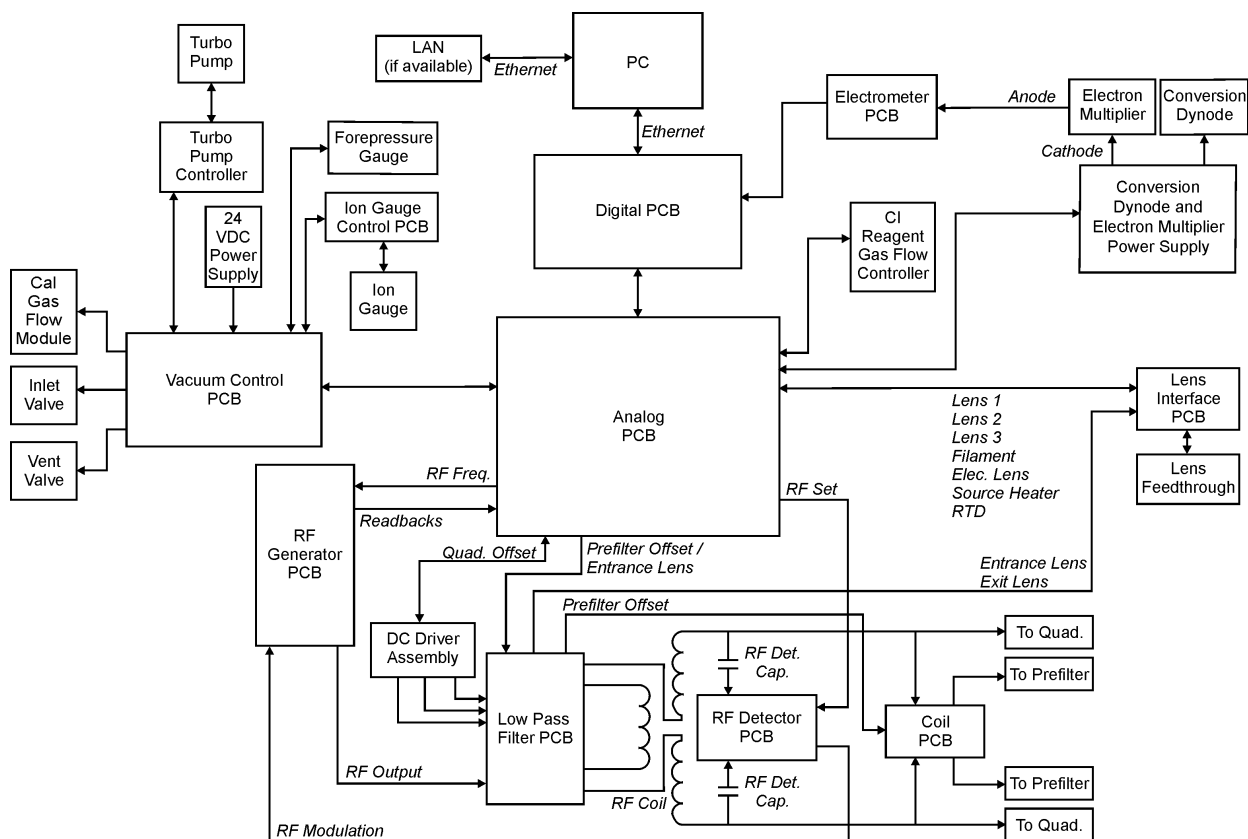 Turbo
Pump
LAN
(if available)
Ethernet
PC
Electrometer
PCB
Anode
Electron
Multiplier
Conversion
Dynode
Turbo
Pump
Controller
Forepressure
Gauge
Ethernet
Cathode
24
VDC
Power
Supply
Ion Gauge
Control PCB
Digital PCB
CI
Reagent
Gas Flow
Controller
Conversion
Dynode and
Electron Multiplier
Power Supply
Cal
Gas
Flow
Module
Ion
Gauge
Inlet
Valve
Vacuum Control
PCB
Analog
PCB
Lens 1
Lens 2
Lens 3
Filament
Elec. Lens
Source Heater
RTD
Lens
Interface
PCB
Vent
Valve
Lens
Feedthrough
RF Freq.
Readbacks
RF Set
RF
Generator
PCB
Quad. Offset
Prefilter Offset /
Entrance Lens
Entrance Lens
Exit Lens
Prefilter Offset
DC Driver
Assembly
RF Det.
Cap.
To Quad.
To Prefilter
Low Pass
Filter PCB
RF Detector
PCB
Coil
PCB
RF Output
RF Coil
RF Det.
Cap.
To Prefilter
To Quad.
RF Modulation